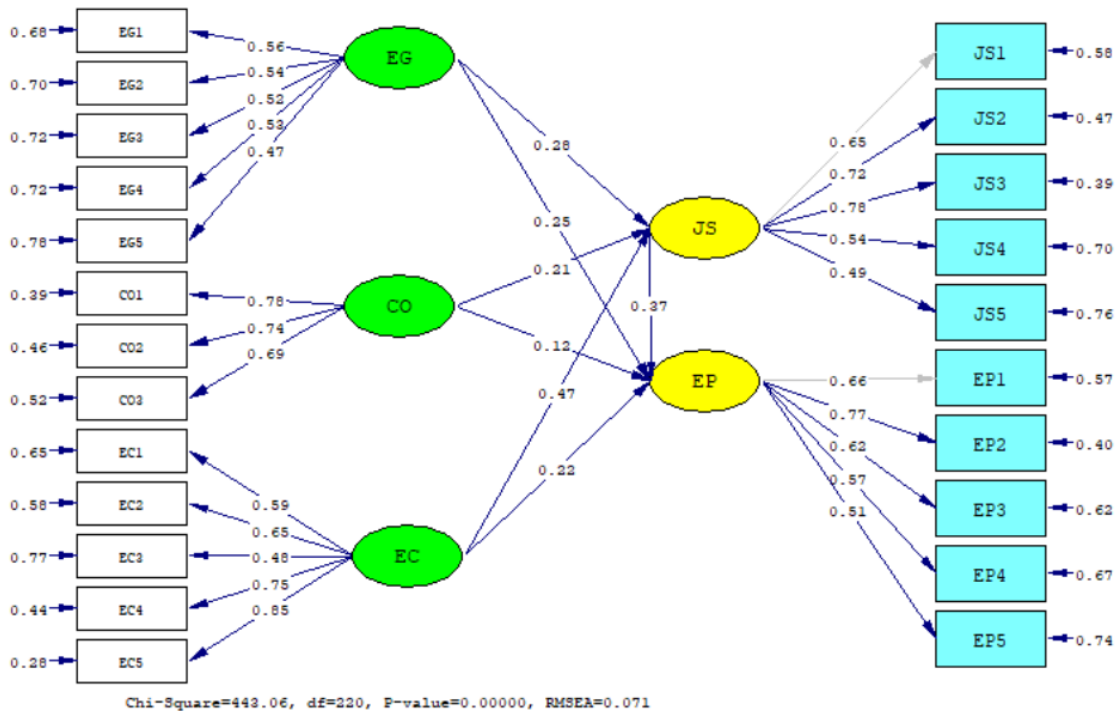 0.68 EG1
0.70 EG2
0.72 EG3
0.72 EG4
0.78 EG5
0.39 CO1
0.46 CO2
0.52 CO3
0.65 EC1
0.58 EC2
0.77 EC3
0.44 EC4
0.28 EC5
0.56
0.54
0.52
0.53
0.47
0.78
0.74
0.69
0.59
0.65
0.48
0.75
0.85
EG
CO
EC
0.28
0.25
0.21
0.37
0.12
0.47
0.22
JS
EP
0.65
0.72
0.78
0.54
0.49
0.66
0.77
0.62
0.57
0.51
JS1 0.58
JS2 0.47
JS3 0.39
JS4 0.70
JS5 0.76
EP1 0.57
EP2 0.40
EP3 0.62
EP4 0.67
EP5 0.74
Chi-Square=443.06, df=220, P-value=0.00000, RMSEA=0.071